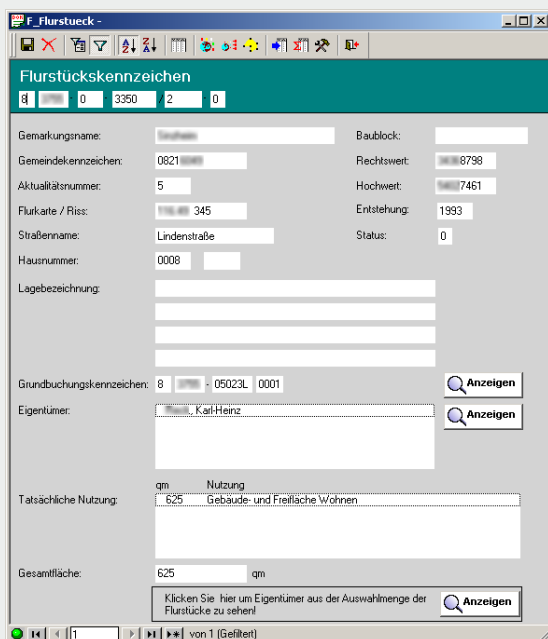 F_Flurstueck -
Flurstückskennzeichen
8 - 0 - 3350 / 2 - 0
Gemarkungsname: Baublock:
Gemeindekennzeichen: 0821 Rechtswert: 8798
Aktualitätsnummer: 5 Hochwert: 7461
Flurkarte / Riss: 345 Entstehung: 1993
Straßenname: Lindenstraße Status: 0
Hausnummer: 0008
Lagebezeichnung:
Grundbuchungskennzeichen: 8 - 05023L 0001 Anzeigen
Eigentümer: , Karl-Heinz Anzeigen
qm Nutzung
Tatsächliche Nutzung: 625 Gebäude- und Freifläche Wohnen
Gesamtfläche: 625 qm
Klicken Sie hier um Eigentümer aus der Auswahlmenge der
Flurstücke zu sehen! Anzeigen
1 von 1 (Gefiltert)